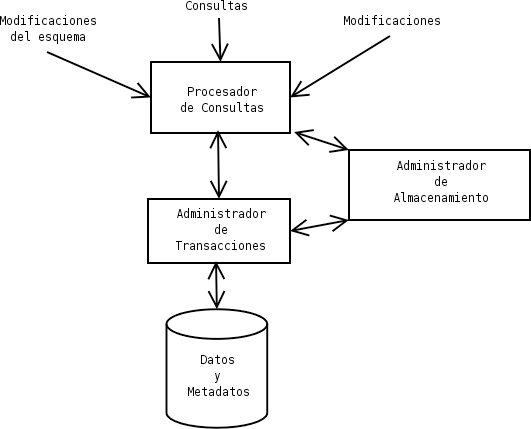 Consultas
Modificaciones
del esquema
Modificaciones
Procesador
de Consultas
Administrador
de
Almacenamiento
Administrador
de
Transacciones
Datos
y
Metadatos